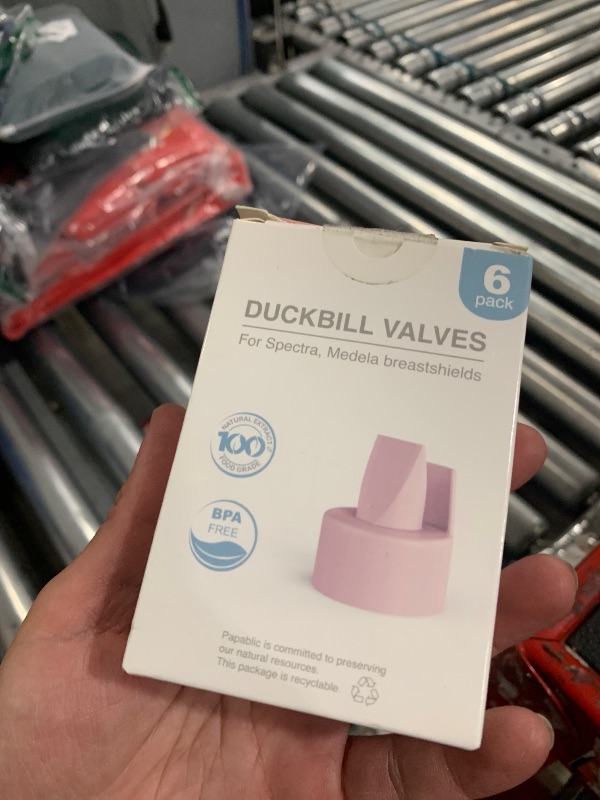 6
pack
DUCKBILL VALVES
For Spectra, Medela breastshields
NATURAL EXTRACT
100
FOOD GRADE
BPA
FREE
Papablic is committed to preserving
our natural resources.
This package is recyclable.